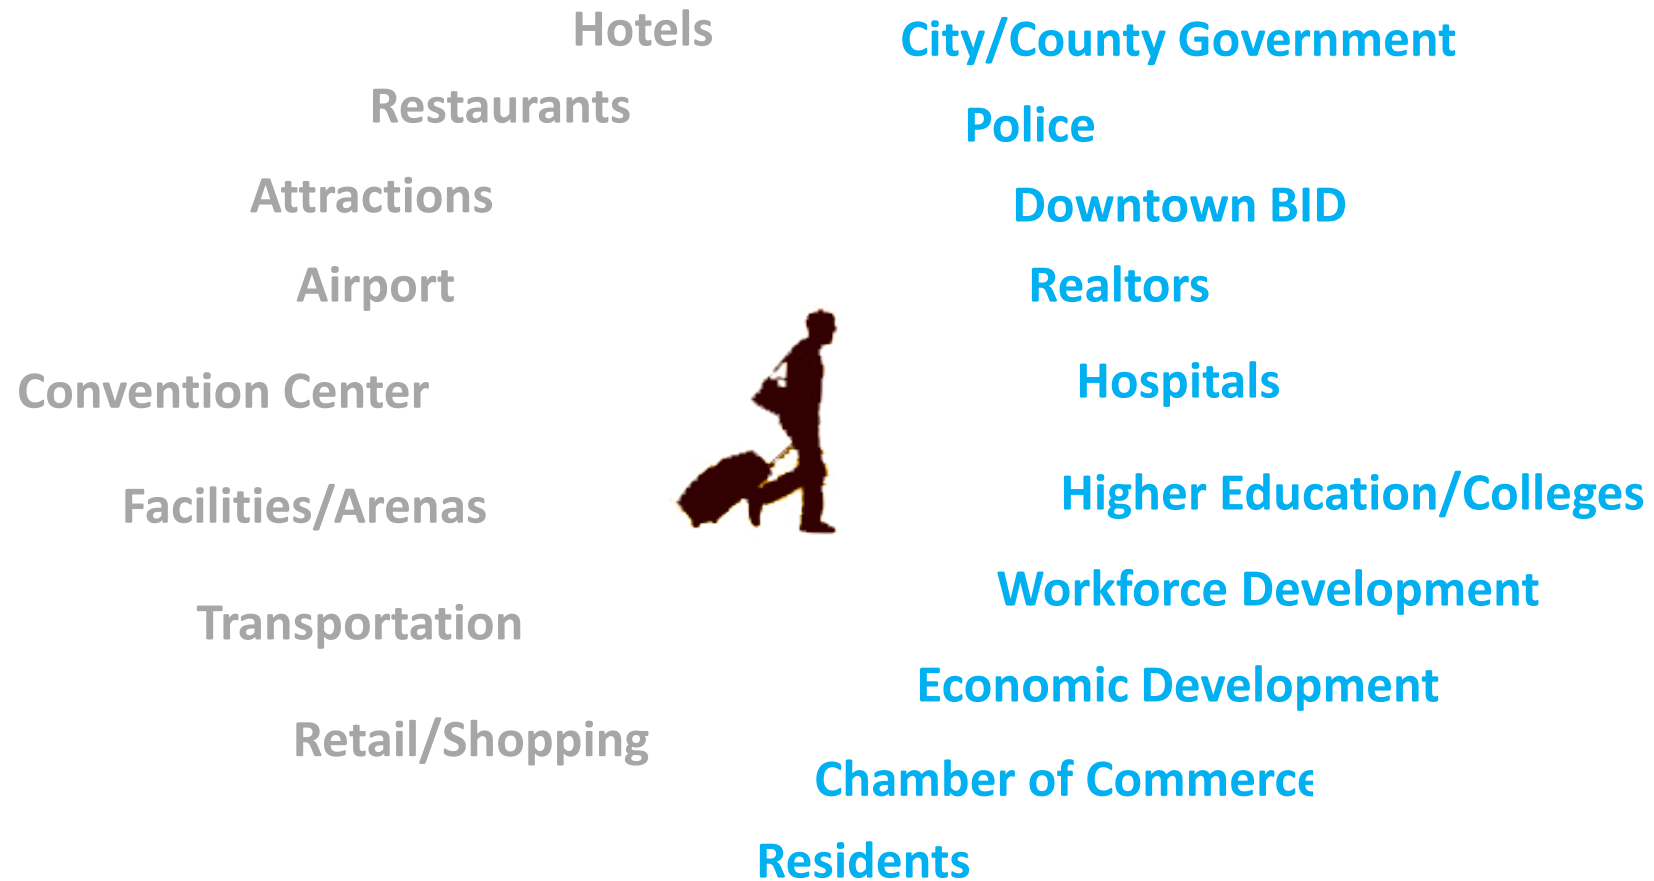 Hotels
Restaurants
Attractions
Airport
Convention Center
Facilities/Arenas
Transportation
Retail/Shopping
City/County Government
Police
Downtown BID
Realtors
Hospitals
Higher Education/Colleges
Workforce Development
Economic Development
Chamber of Commerce
Residents